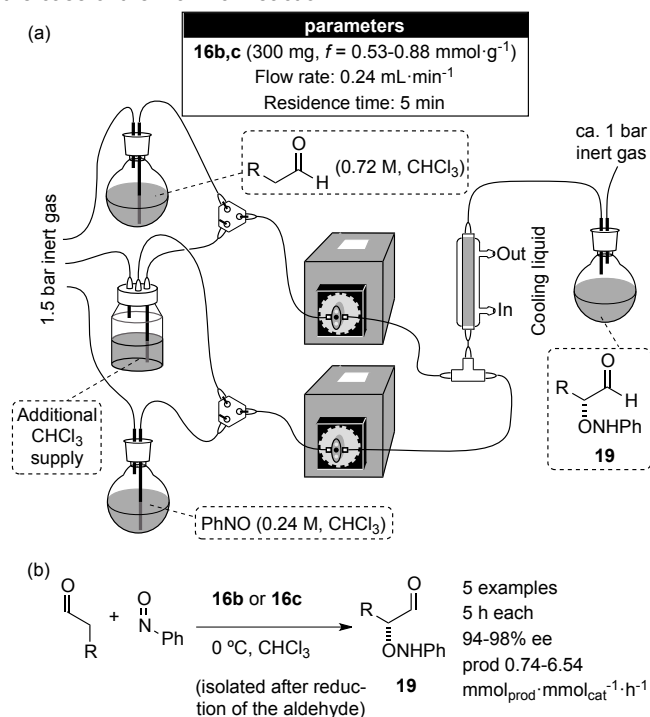 (a)
parameters
16b,c (300 mg, f = 0.53-0.88 mmol·g⁻¹)
Flow rate: 0.24 mL·min⁻¹
Residence time: 5 min
O
R
H
(0.72 M, CHCl₃)
ca. 1 bar
inert gas
1.5 bar inert gas
Out
In
Cooling liquid
Additional
CHCl₃
supply
PhNO (0.24 M, CHCl₃)
O
R
H
ONHPh
19
(b)
O
R
+
O
N
Ph
16b or 16c
0 ºC, CHCl₃
(isolated after reduc-
tion of the aldehyde)
O
R
H
ONHPh
19
5 examples
5 h each
94-98% ee
prod 0.74-6.54
mmolprod·mmolcat⁻¹·h⁻¹